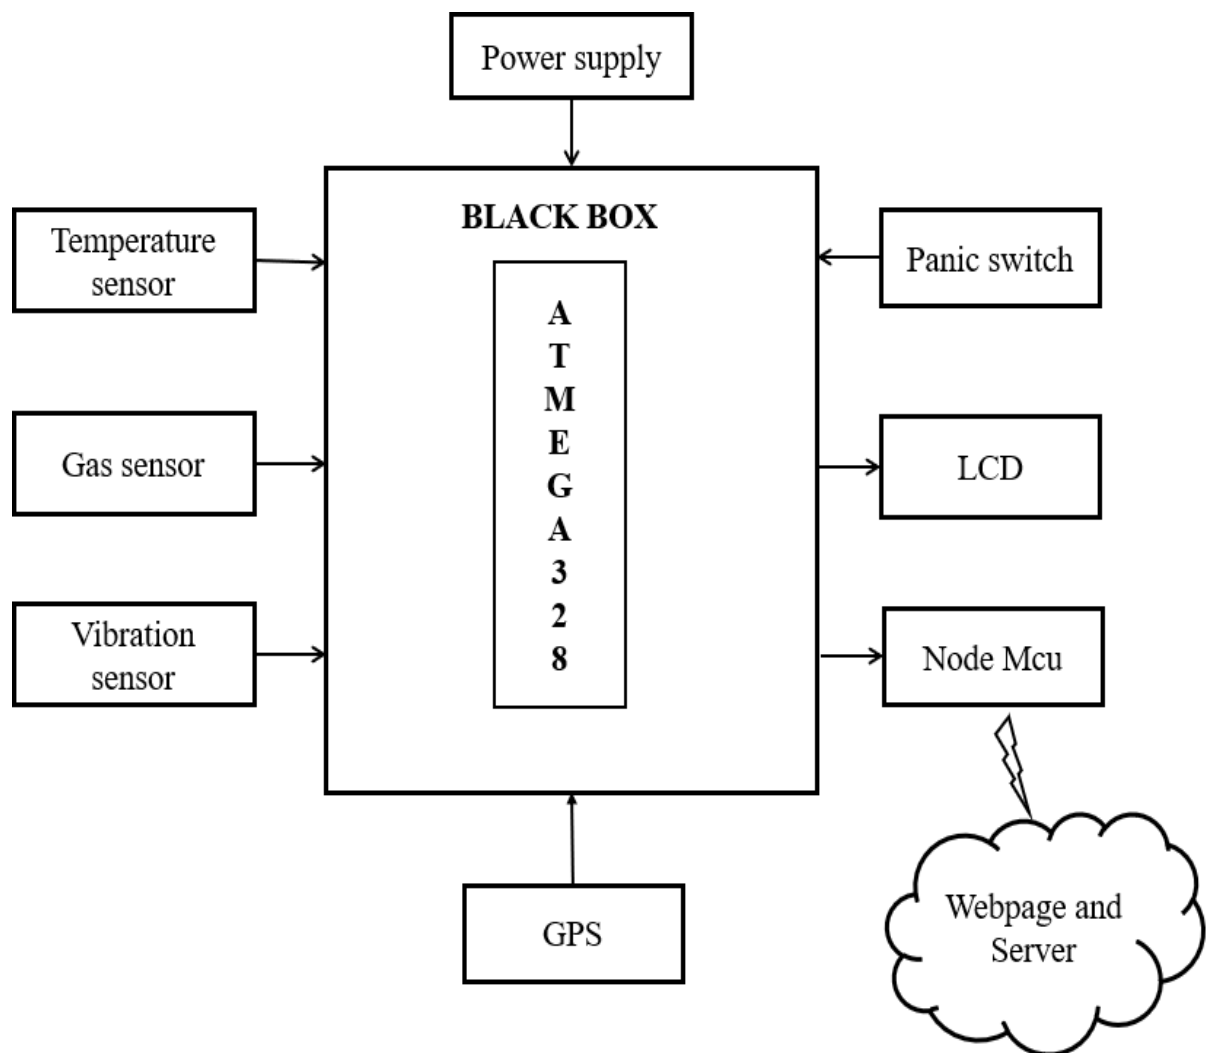 Power supply
BLACK BOX
Temperature
sensor
Panic switch
A
T
M
E
G
A
3
2
8
Gas sensor
LCD
Vibration
sensor
Node Mcu
GPS
Webpage and
Server